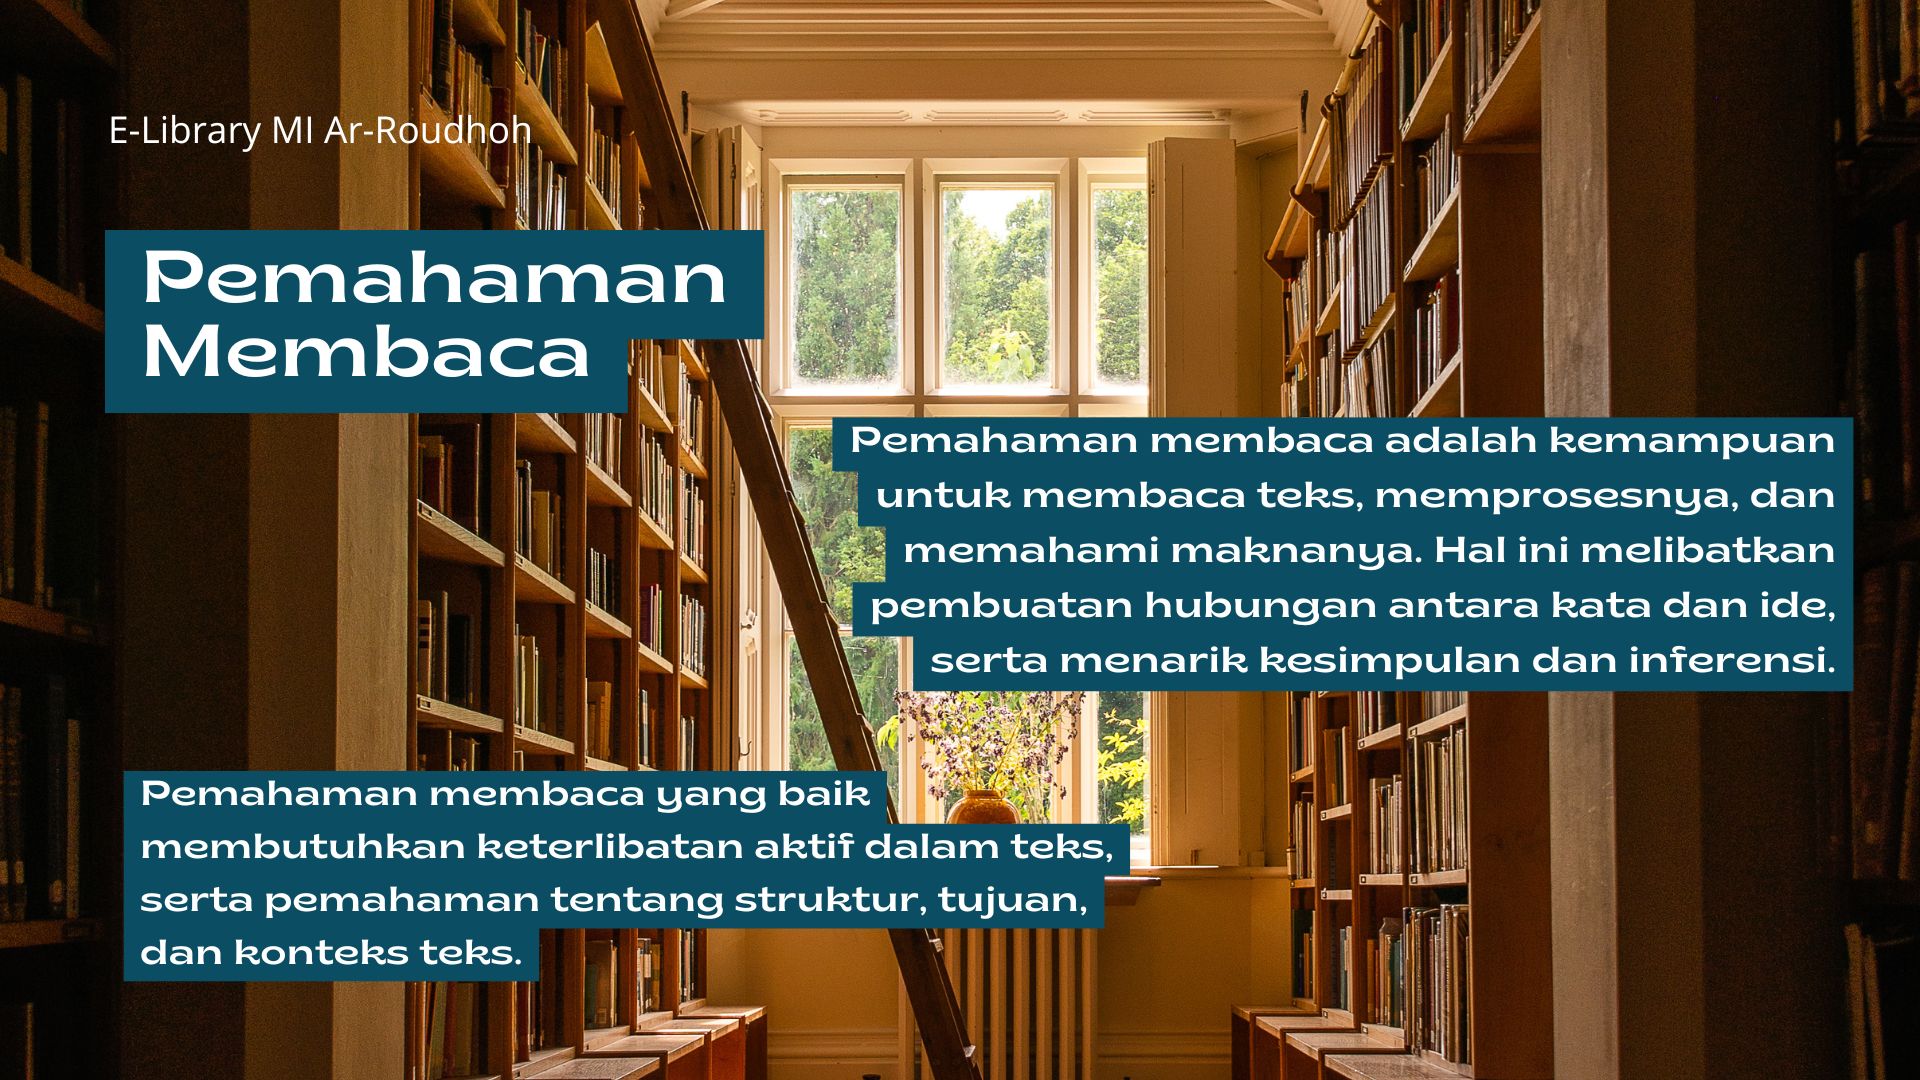 E-Library MI Ar-Roudhoh
Pemahaman
Membaca
Pemahaman membaca adalah kemampuan
untuk membaca teks, memprosesnya, dan
memahami maknanya. Hal ini melibatkan
pembuatan hubungan antara kata dan ide,
serta menarik kesimpulan dan inferensi.
Pemahaman membaca yang baik
membutuhkan keterlibatan aktif dalam teks,
serta pemahaman tentang struktur, tujuan,
dan konteks teks.